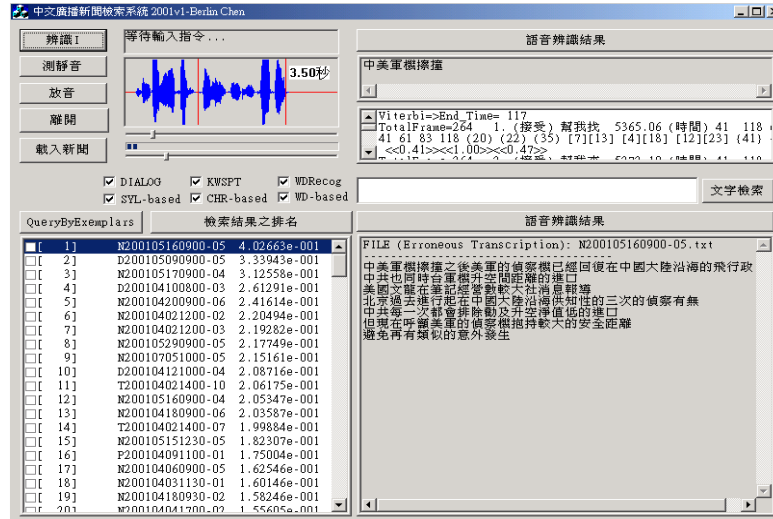 中文廣播新聞檢索系統 2001v1-Berlin Chen
辨識I
等待輸入指令...
語音辨識結果
測靜音
3.50秒
中美軍機擦撞
放音
離開
Viterbi=>End_Time= 117
TotalFrame=264 1. (接受) 幫我找 5365.06 (時間) 41 118
41 61 83 118 (20) (22) (35) [7][13] [4][18] [12][23] {41}
<<0.41>><<1.00>><<0.47>>
載入新聞
DIALOG KWSPT WDRecog
SYL-based CHR-based WD-based
文字檢索
QueryByExemplars
檢索結果之排名
語音辨識結果
[ 1] N200105160900-05 4.02663e-001
[ 2] D200105090900-05 3.33943e-001
[ 3] N200105170900-04 3.12558e-001
[ 4] D200104100800-03 2.61291e-001
[ 5] N200104200900-06 2.41614e-001
[ 6] N200104021200-02 2.20494e-001
[ 7] N200104021200-03 2.19282e-001
[ 8] N200105290900-05 2.17749e-001
[ 9] N200107051000-05 2.15161e-001
[ 10] D200104121000-04 2.08716e-001
[ 11] T200104021400-10 2.06175e-001
[ 12] N200105160900-04 2.05347e-001
[ 13] N200104180900-06 2.03587e-001
[ 14] T200104021400-07 1.99884e-001
[ 15] N200105151230-05 1.82307e-001
[ 16] P200104091100-01 1.75004e-001
[ 17] N200104060900-05 1.62546e-001
[ 18] N200104031130-01 1.60146e-001
[ 19] N200104180930-02 1.58246e-001
[ 20] N200104041700-02 1.55605e-001
FILE (Erroneous Transcription): N200105160900-05.txt
中美軍機擦撞之後美軍的偵察機已經回復在中國大陸沿海的飛行政
中共也同時台軍機升空間距離的進口
美國文龍在筆記經營數較大社消息報導
北京過去進行起在中國大陸沿海供知性的三次的偵察有無
中共每一次都會排除勳及升空淨值低的進口
但現在呼籲美軍的偵察機抱持較大的安全距離
避免再有類似的意外發生